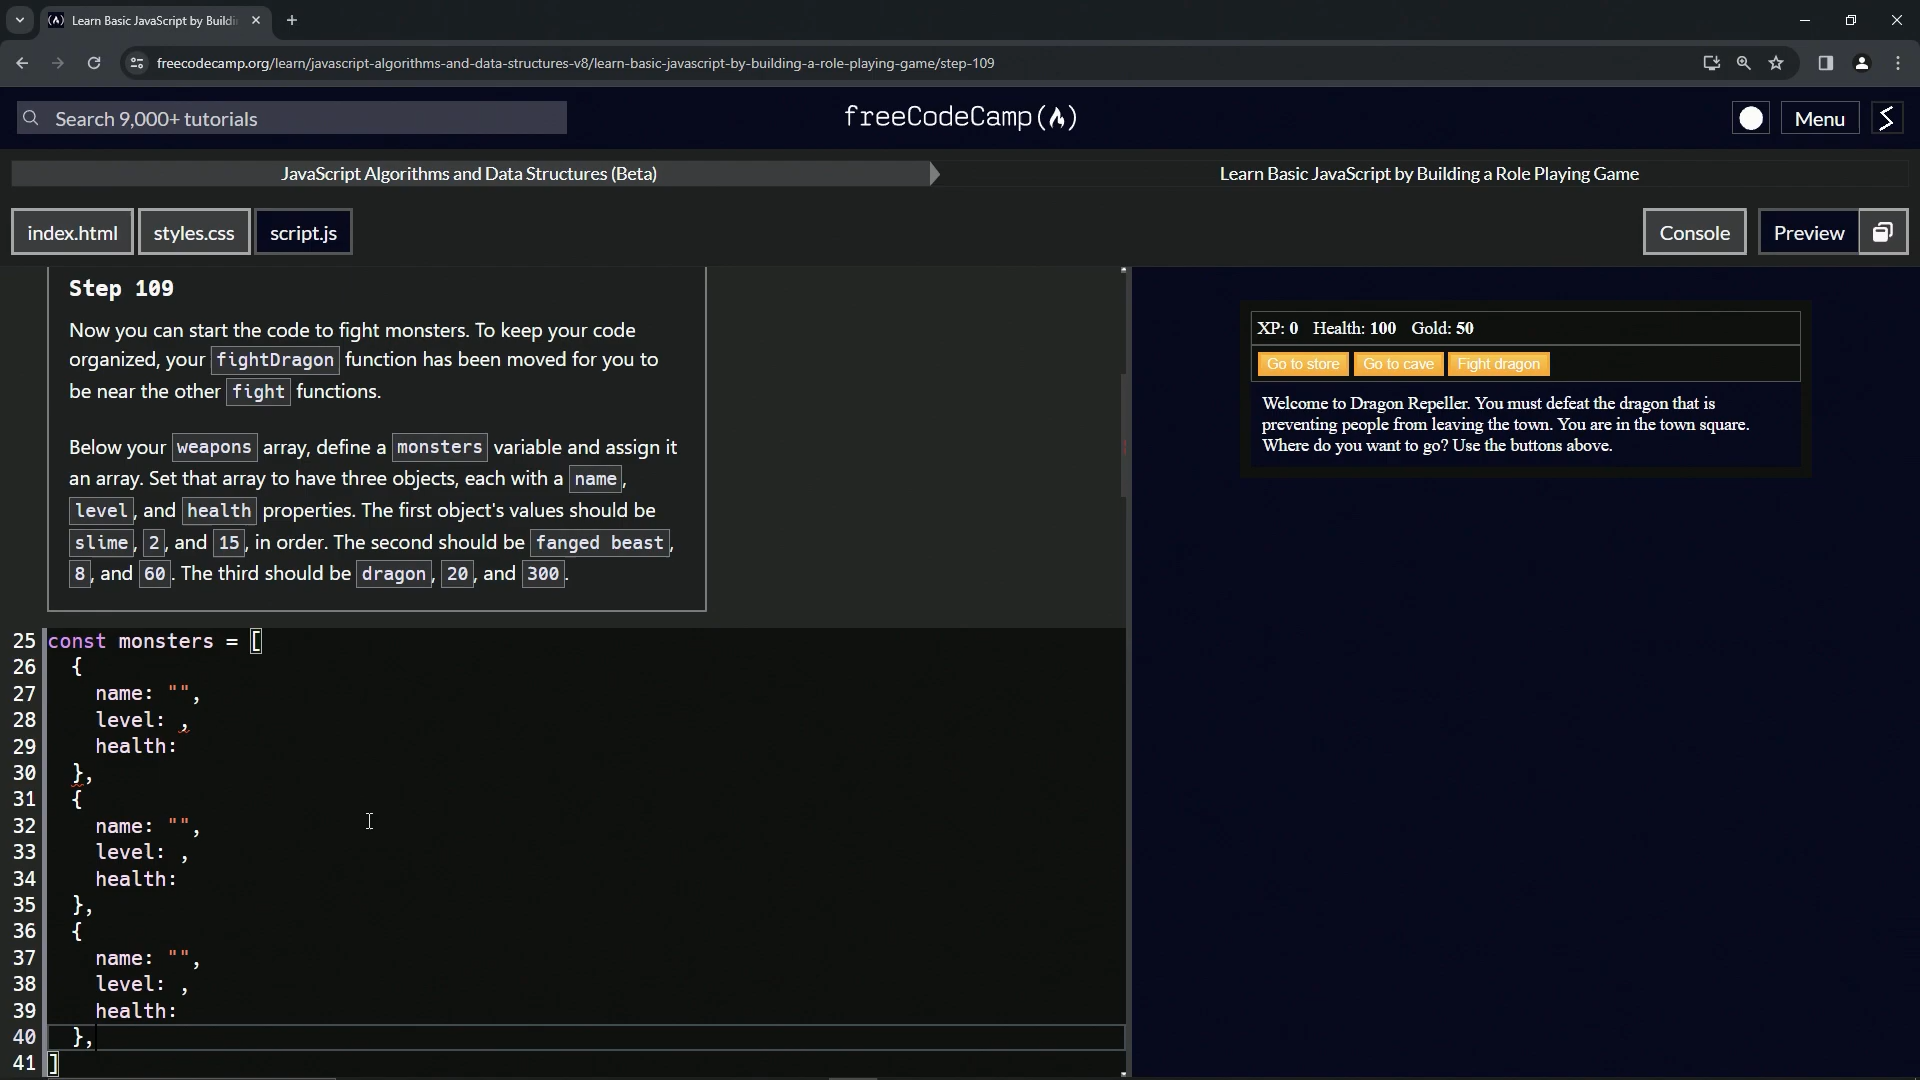 Learn Basic JavaScript by Buildi
freecodecamp.org/learn/javascript-algorithms-and-data-structures-v8/learn-basic-javascript-by-building-a-role-playing-game/step-109
Search 9,000+ tutorials
freeCodeCamp(
Menu
JavaScript Algorithms and Data Structures (Beta)
Learn Basic JavaScript by Building a Role Playing Game
index.html
styles.css
script.js
Console
Preview
Step 109
Now you can start the code to fight monsters. To keep your code
organized, your fightDragon function has been moved for you to
be near the other fight functions.
Below your weapons array, define a monsters variable and assign it
an array. Set that array to have three objects, each with a name,
level, and health properties. The first object's values should be
slime, 2, and 15, in order. The second should be fanged beast,
8, and 60. The third should be dragon, 20, and 300.
25 const monsters = [
26 {
27 name: "",
28 level: ,
29 health:
30 },
31 {
32 name: "",
33 level: ,
34 health:
35 },
36 {
37 name: "",
38 level: ,
39 health:
40 },
41 ]
XP: 0 Health: 100 Gold: 50
Go to store
Go to cave
Fight dragon
Welcome to Dragon Repeller. You must defeat the dragon that is
preventing people from leaving the town. You are in the town square.
Where do you want to go? Use the buttons above.